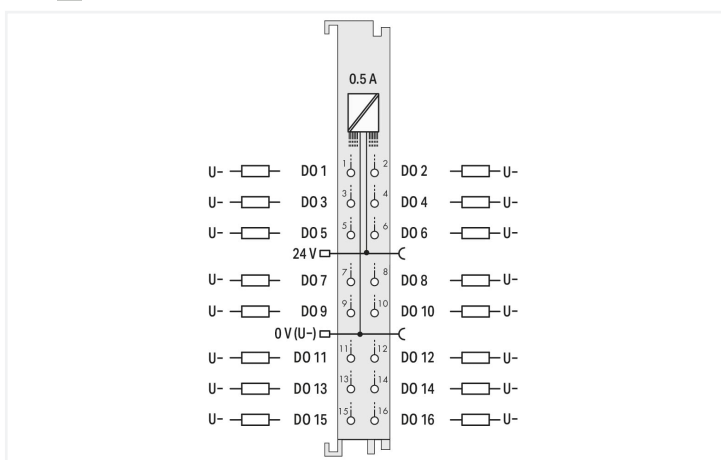 0.5 A
U- DO 1 1 2 DO 2 U-
U- DO 3 3 4 DO 4 U-
U- DO 5 5 6 DO 6 U-
24 V
U- DO 7 7 8 DO 8 U-
U- DO 9 9 10 DO 10 U-
0 V (U-)
U- DO 11 11 12 DO 12 U-
U- DO 13 13 14 DO 14 U-
U- DO 15 15 16 DO 16 U-